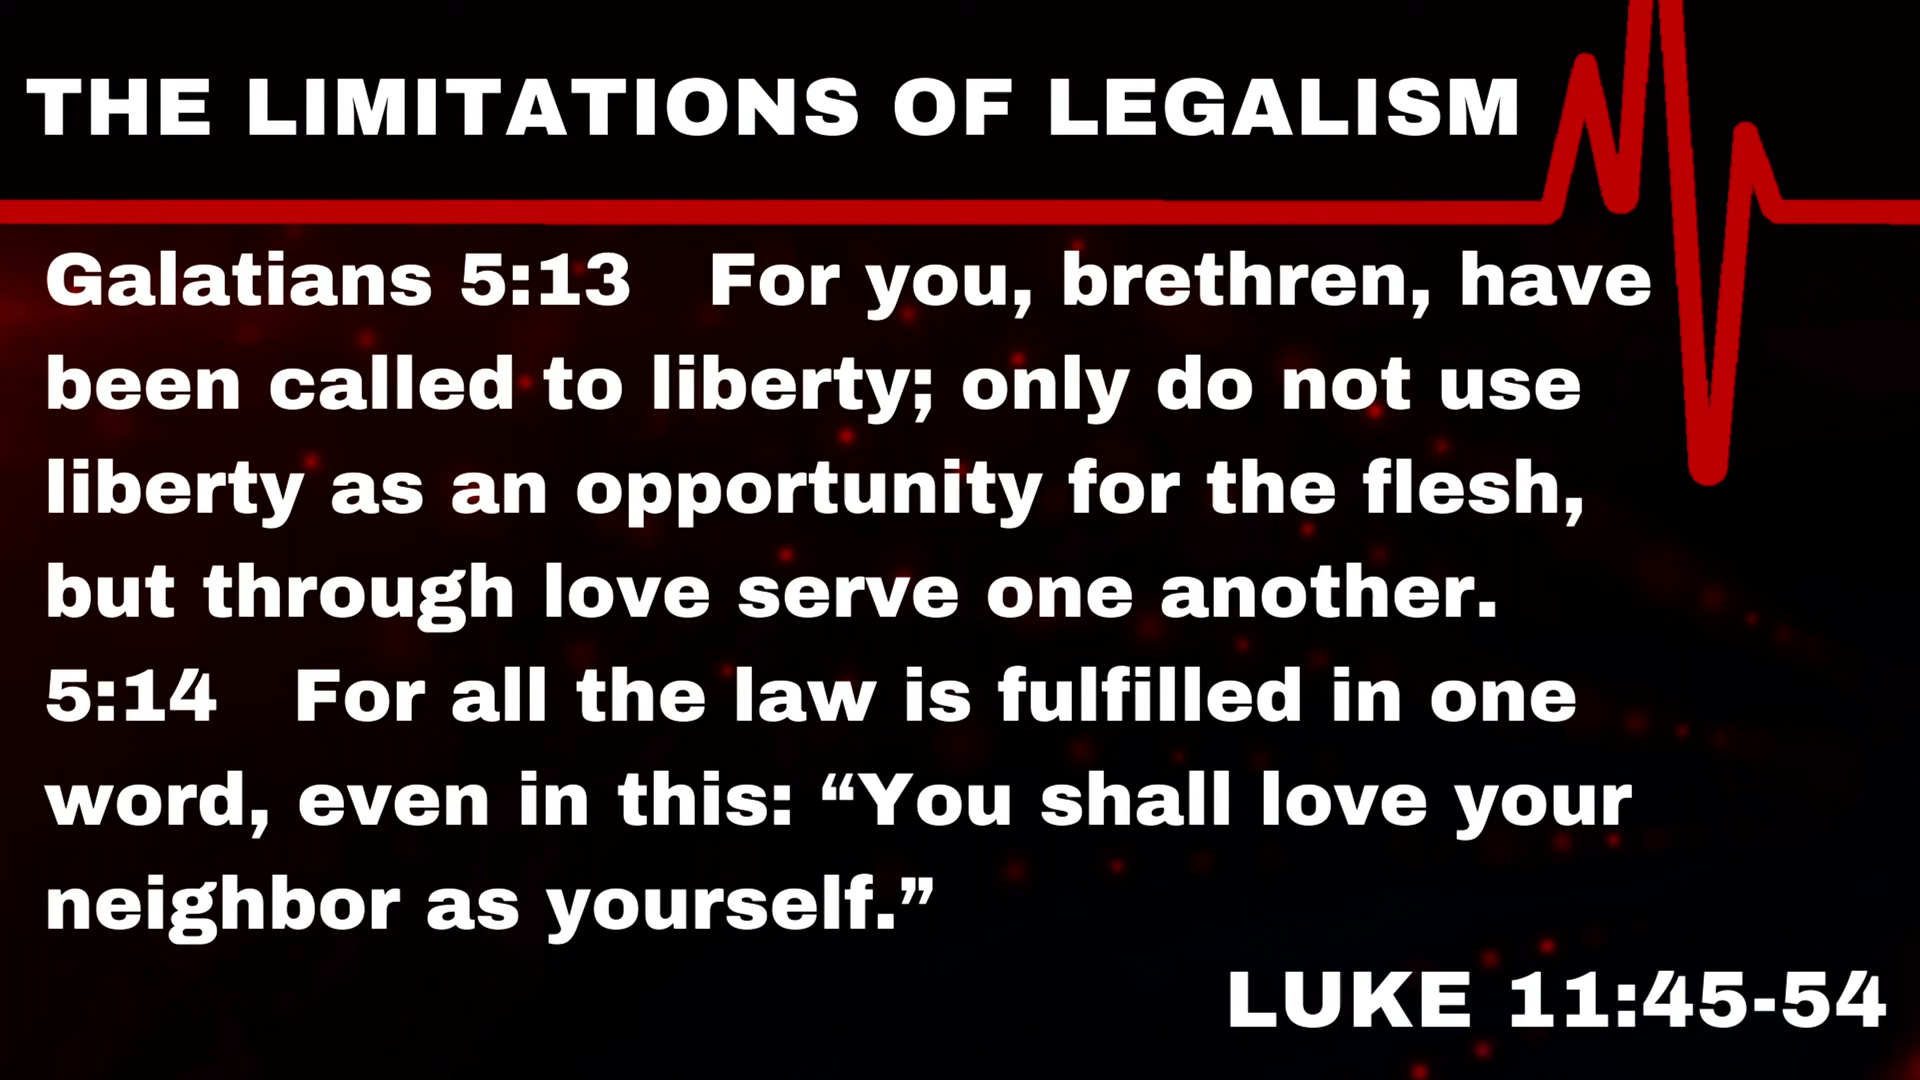 THE LIMITATIONS OF LEGALISM
Galatians 5:13 For you, brethren, have
been called to liberty; only do not use
liberty as an opportunity for the flesh,
but through love serve one another.
5:14 For all the law is fulfilled in one
word, even in this: “You shall love your
neighbor as yourself.”
LUKE 11:45-54